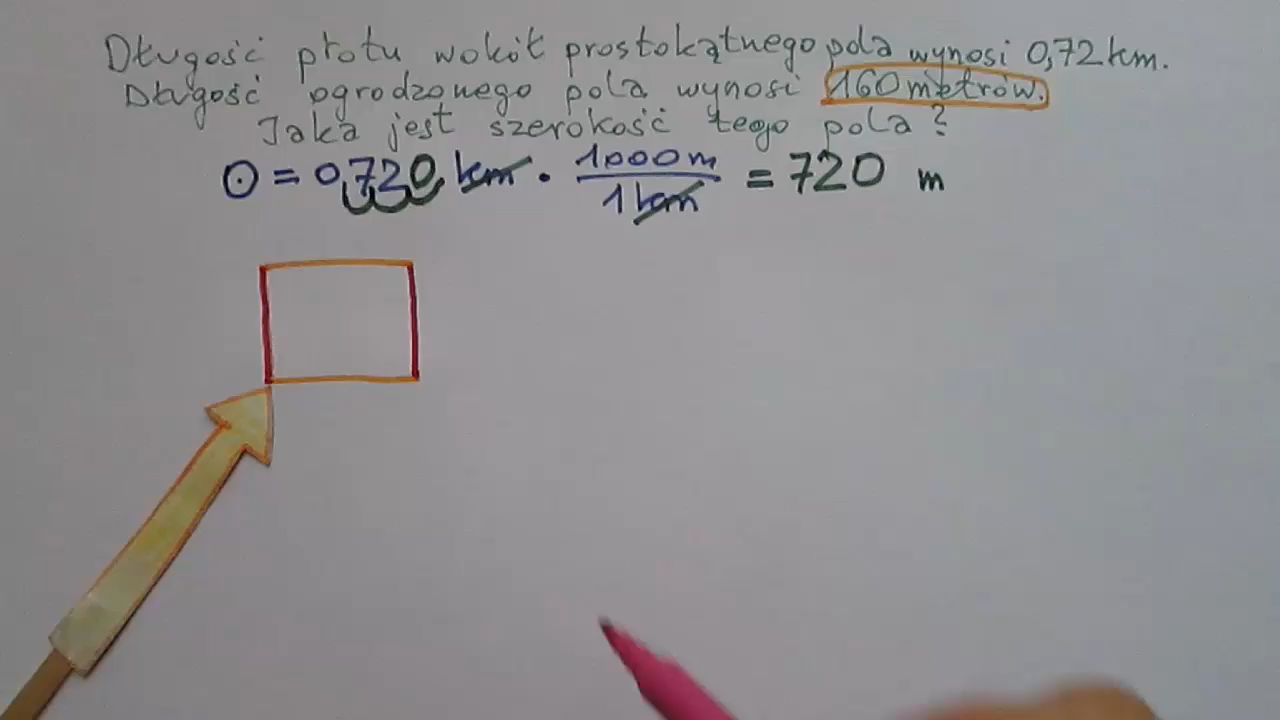 Długość płotu wokół prostokątnego pola wynosi 0,72 km.
Długość ogrodzonego pola wynosi 160 metrów.
Jaka jest szerokość tego pola?
O = 0,720 km · 1000 m / 1 km = 720 m